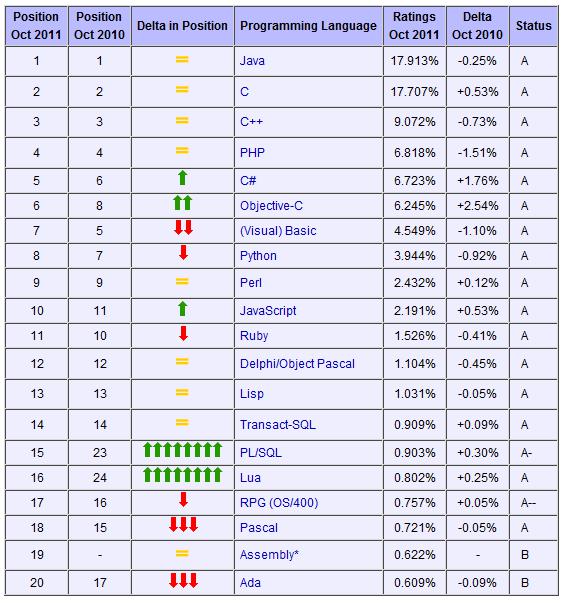 Position Oct 2011 Position Oct 2010 Delta in Position Programming Language Ratings Oct 2011 Delta Oct 2010 Status
1 1 Java 17.913% -0.25% A
2 2 C 17.707% +0.53% A
3 3 C++ 9.072% -0.73% A
4 4 PHP 6.818% -1.51% A
5 6 C# 6.723% +1.76% A
6 8 Objective-C 6.245% +2.54% A
7 5 (Visual) Basic 4.549% -1.10% A
8 7 Python 3.944% -0.92% A
9 9 Perl 2.432% +0.12% A
10 11 JavaScript 2.191% +0.53% A
11 10 Ruby 1.526% -0.41% A
12 12 Delphi/Object Pascal 1.104% -0.45% A
13 13 Lisp 1.031% -0.05% A
14 14 Transact-SQL 0.909% +0.09% A
15 23 PL/SQL 0.903% +0.30% A-
16 24 Lua 0.802% +0.25% A
17 16 RPG (OS/400) 0.757% +0.05% A--
18 15 Pascal 0.721% -0.05% A
19 - Assembly* 0.622% - B
20 17 Ada 0.609% -0.09% B